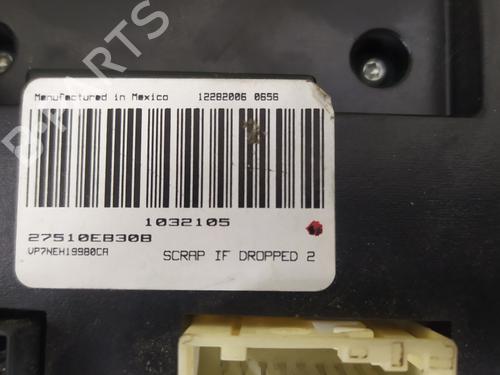 Manufactured in Mexico 12282006 0656
1032105
27510EB30B
VP7NEH19980CA SCRAP IF DROPPED 2